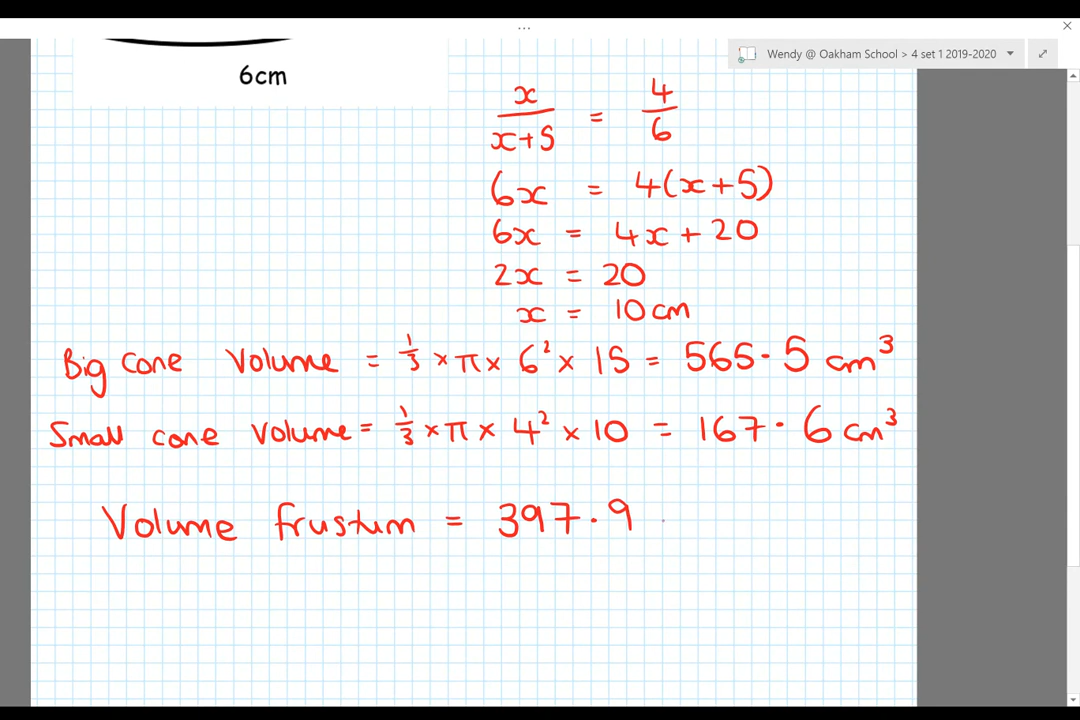 Wendy @ Oakham School > 4 set 1 2019-2020
6cm
x/(x+5) = 4/6
6x = 4(x+5)
6x = 4x + 20
2x = 20
x = 10cm
Big Cone Volume = 1/3 × π × 6² × 15 = 565·5 cm³
Small cone Volume = 1/3 × π × 4² × 10 = 167·6 cm³
Volume frustum = 397·9